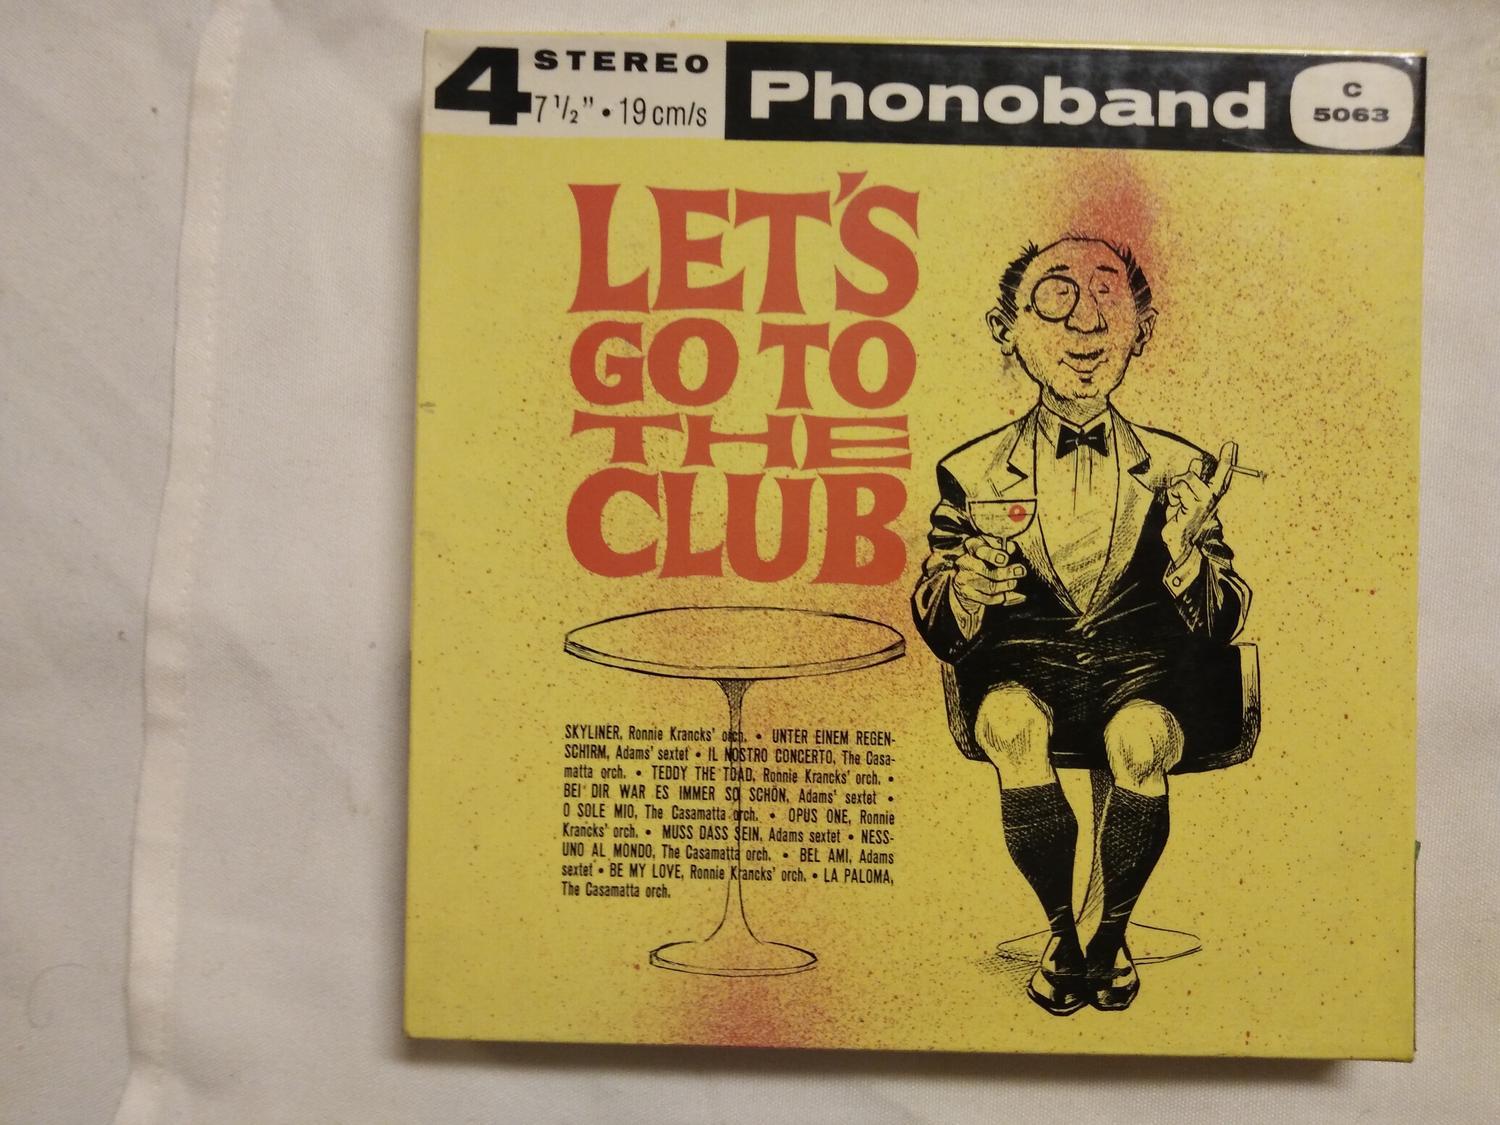 4 STEREO
7 1/2" • 19 cm/s
Phonoband
C
5063
LET'S
GO TO
THE
CLUB
SKYLINER, Ronnie Krancks' orch. • UNTER EINEM REGEN-
SCHIRM, Adams' sextet • IL NOSTRO CONCERTO, The Casa-
matta orch. • TEDDY THE TOAD, Ronnie Krancks' orch. •
BEI DIR WAR ES IMMER SO SCHÖN, Adams' sextet •
O SOLE MIO, The Casamatta orch. • OPUS ONE, Ronnie
Krancks' orch. • MUSS DASS SEIN, Adams sextet • NESS-
UNO AL MONDO, The Casamatta orch. • BEL AMI, Adams
sextet • BE MY LOVE, Ronnie Krancks' orch. • LA PALOMA,
The Casamatta orch.